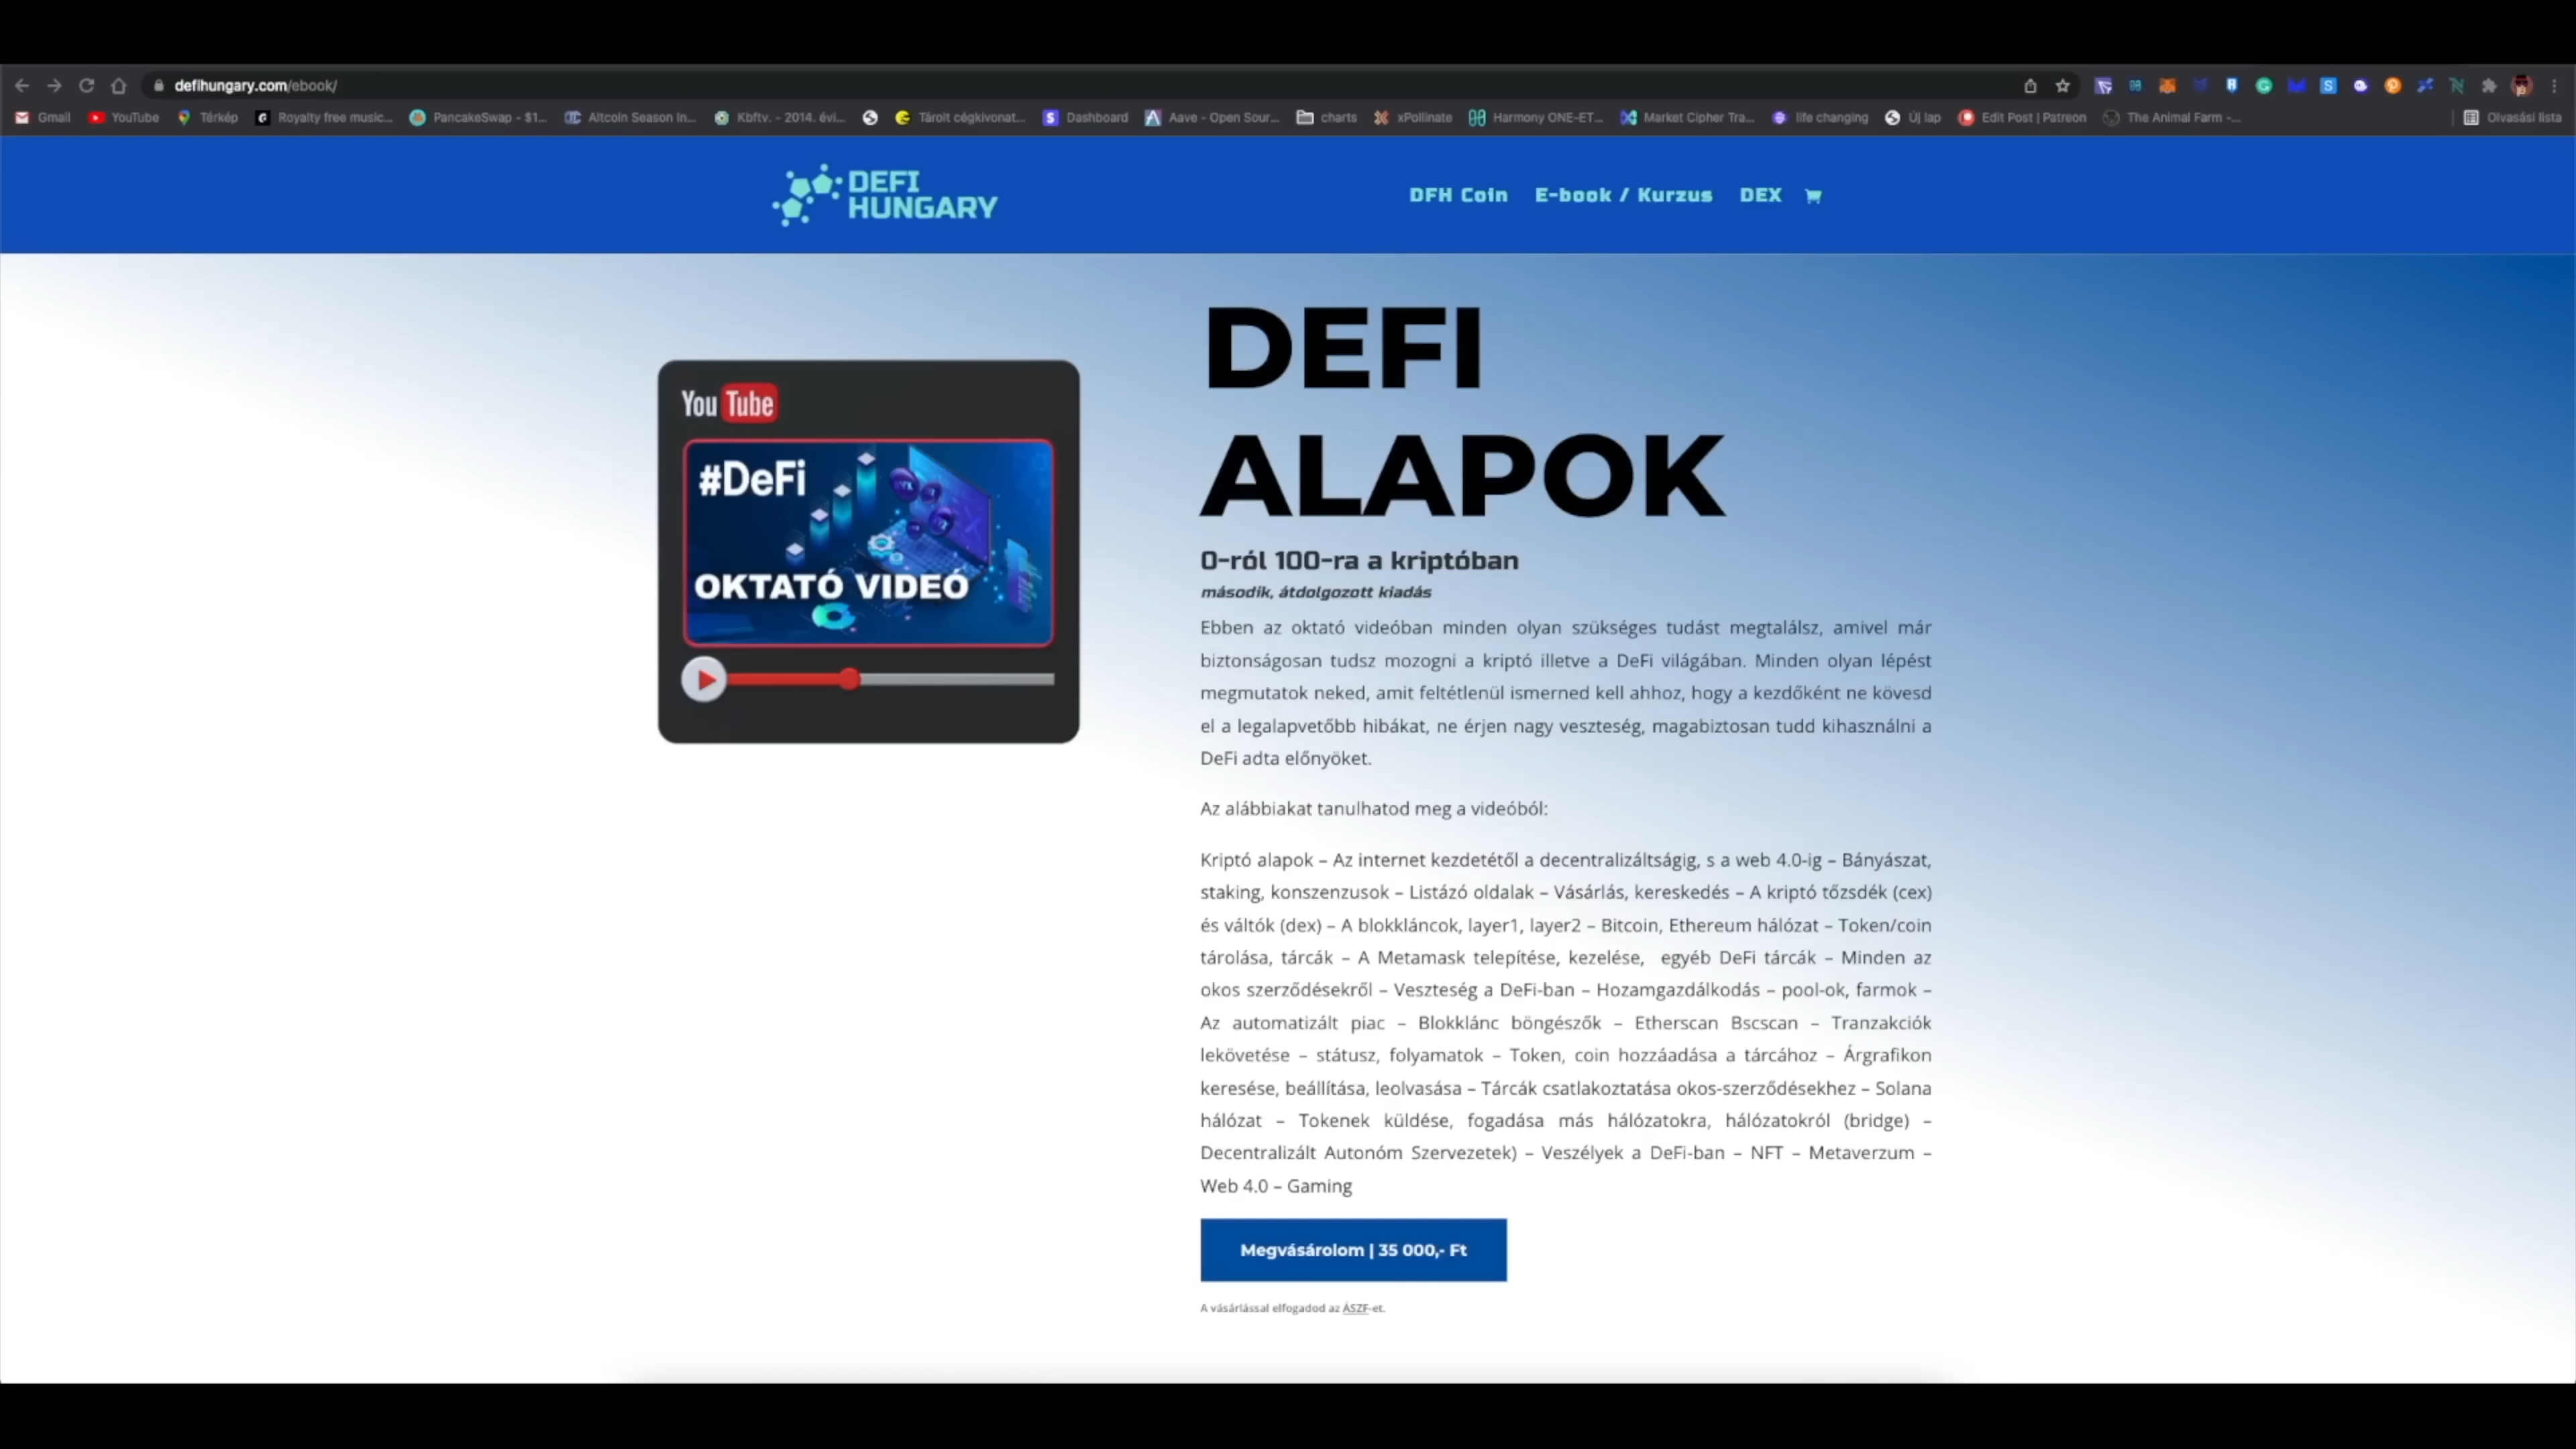 defihungary.com/ebook/
Gmail
YouTube
Térkép
Royalty free music...
PancakeSwap - $1...
Altcoin Season In...
Kbftv. - 2014. évi...
Tárolt cégkivonat...
Dashboard
Aave - Open Sour...
charts
xPollinate
Harmony ONE-ET...
Market Cipher Tra...
life changing
Új lap
Edit Post | Patreon
The Animal Farm -...
Olvasási lista
DEFI
HUNGARY
DFH Coin
E-book / Kurzus
DEX
YouTube
#DeFi
OKTATÓ VIDEÓ
DEFI
ALAPOK
0-ról 100-ra a kriptóban
második, átdolgozott kiadás
Ebben az oktató videóban minden olyan szükséges tudást megtalálsz, amivel már
biztonságosan tudsz mozogni a kriptó illetve a DeFi világában. Minden olyan lépést
megmutatok neked, amit feltétlenül ismerned kell ahhoz, hogy a kezdőként ne kövesd
el a legalapvetőbb hibákat, ne érjen nagy veszteség, magabiztosan tudd kihasználni a
DeFi adta előnyöket.
Az alábbiakat tanulhatod meg a videóból:
Kriptó alapok – Az internet kezdetétől a decentralizáltságig, s a web 4.0-ig – Bányászat,
staking, konszenzusok – Listázó oldalak – Vásárlás, kereskedés – A kriptó tőzsdék (cex)
és váltók (dex) – A blokkláncok, layer1, layer2 – Bitcoin, Ethereum hálózat – Token/coin
tárolása, tárcák – A Metamask telepítése, kezelése, egyéb DeFi tárcák – Minden az
okos szerződésekről – Veszteség a DeFi-ban – Hozamgazdálkodás – pool-ok, farmok –
Az automatizált piac – Blokklánc böngészők – Etherscan Bscscan – Tranzakciók
lekövetése – státusz, folyamatok – Token, coin hozzáadása a tárcához – Árgrafikon
keresése, beállítása, leolvasása – Tárcák csatlakoztatása okos-szerződésekhez – Solana
hálózat – Tokenek küldése, fogadása más hálózatokra, hálózatokról (bridge) –
Decentralizált Autonóm Szervezetek) – Veszélyek a DeFi-ban – NFT – Metaverzum –
Web 4.0 – Gaming
Megvásárolom | 35 000,- Ft
A vásárlással elfogadod az ÁSZF-et.